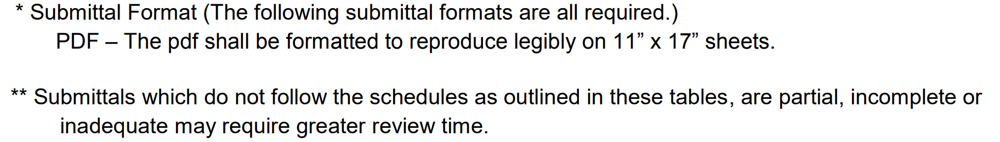 * Submittal Format (The following submittal formats are all required.)
PDF – The pdf shall be formatted to reproduce legibly on 11” x 17” sheets.
** Submittals which do not follow the schedules as outlined in these tables, are partial, incomplete or
inadequate may require greater review time.